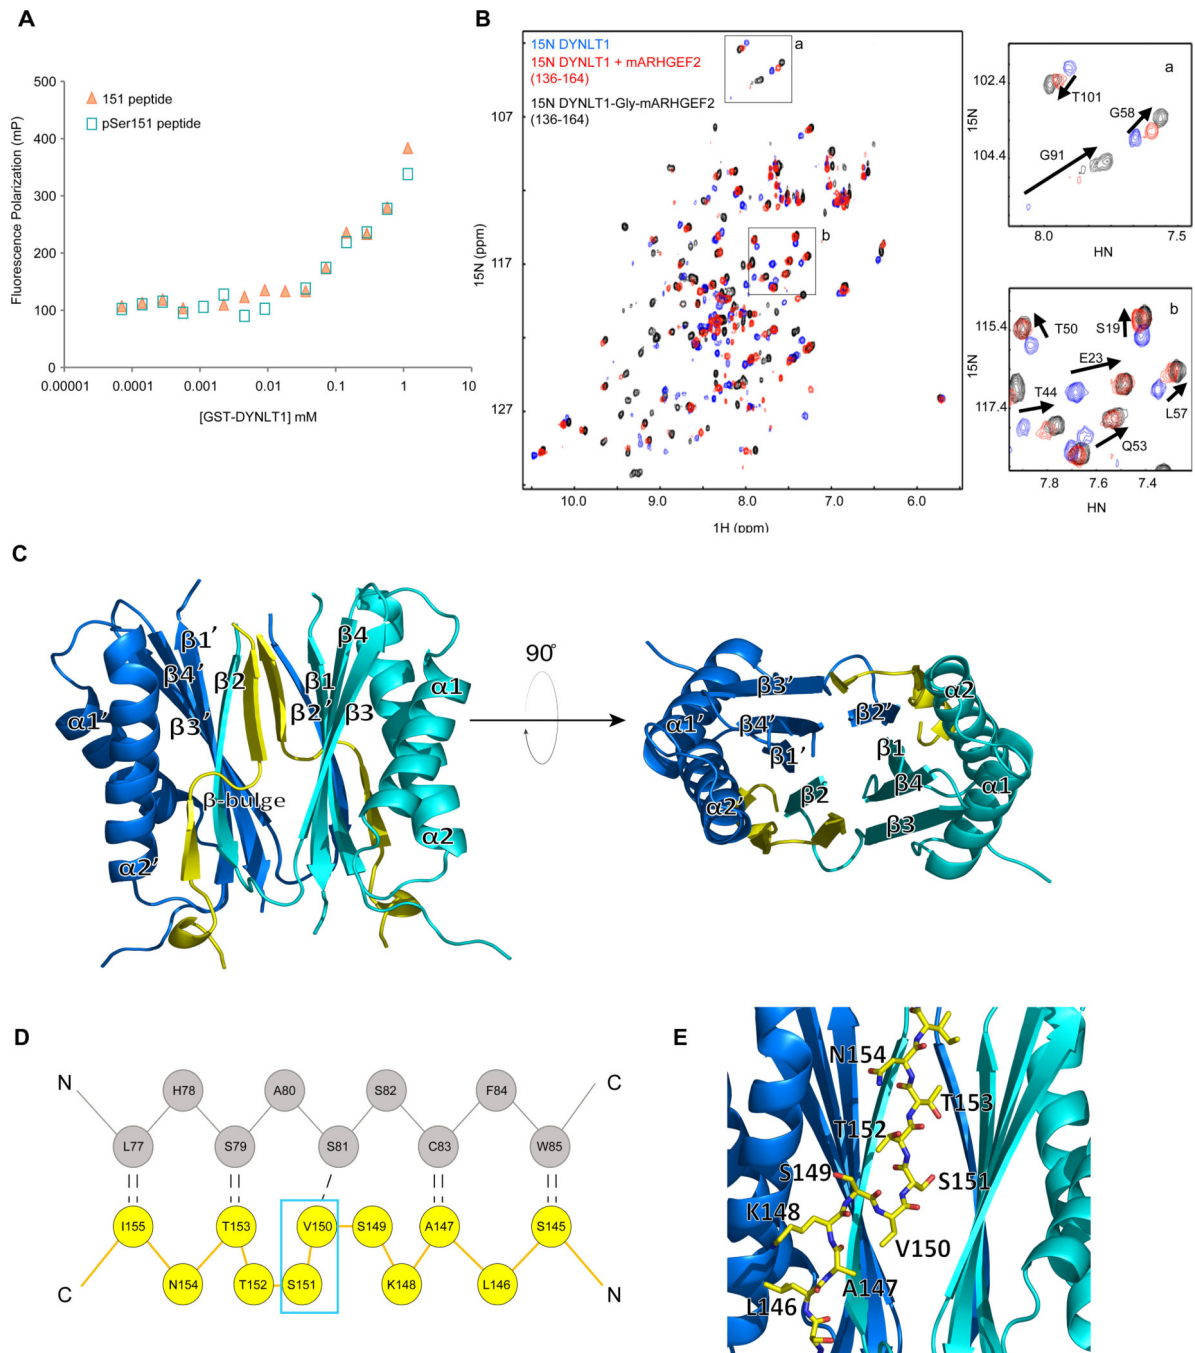 A
500
400
300
200
100
0
Fluorescence Polarization (mP)
151 peptide
pSer151 peptide
0.00001
0.0001
0.001
0.01
0.1
1
10
[GST-DYNLT1] mM
B
15N DYNLT1
15N DYNLT1 + mARHGEF2
(136-164)
15N DYNLT1-Gly-mARHGEF2
(136-164)
a
b
107
117
127
15N (ppm)
10.0
9.0
8.0
7.0
6.0
1H (ppm)
a
102.4
104.4
15N
T101
G58
G91
8.0
7.5
HN
b
115.4
117.4
15N
T50
S19
E23
T44
L57
Q53
7.8
7.6
7.4
HN
C
β1′
β4′
β2
β1
β4
α1
α1′
β3′
β2′
β3
β-bulge
α2′
α2
90°
β3′
α2
α1′
β4′
β2′
β1′
β1
β2
β4
α1
α2′
β3
D
N
H78
A80
S82
F84
C
L77
S79
S81
C83
W85
I155
T153
V150
S149
A147
S145
C
N154
T152
S151
K148
L146
N
E
N154
T153
T152
S149
S151
K148
V150
A147
L146